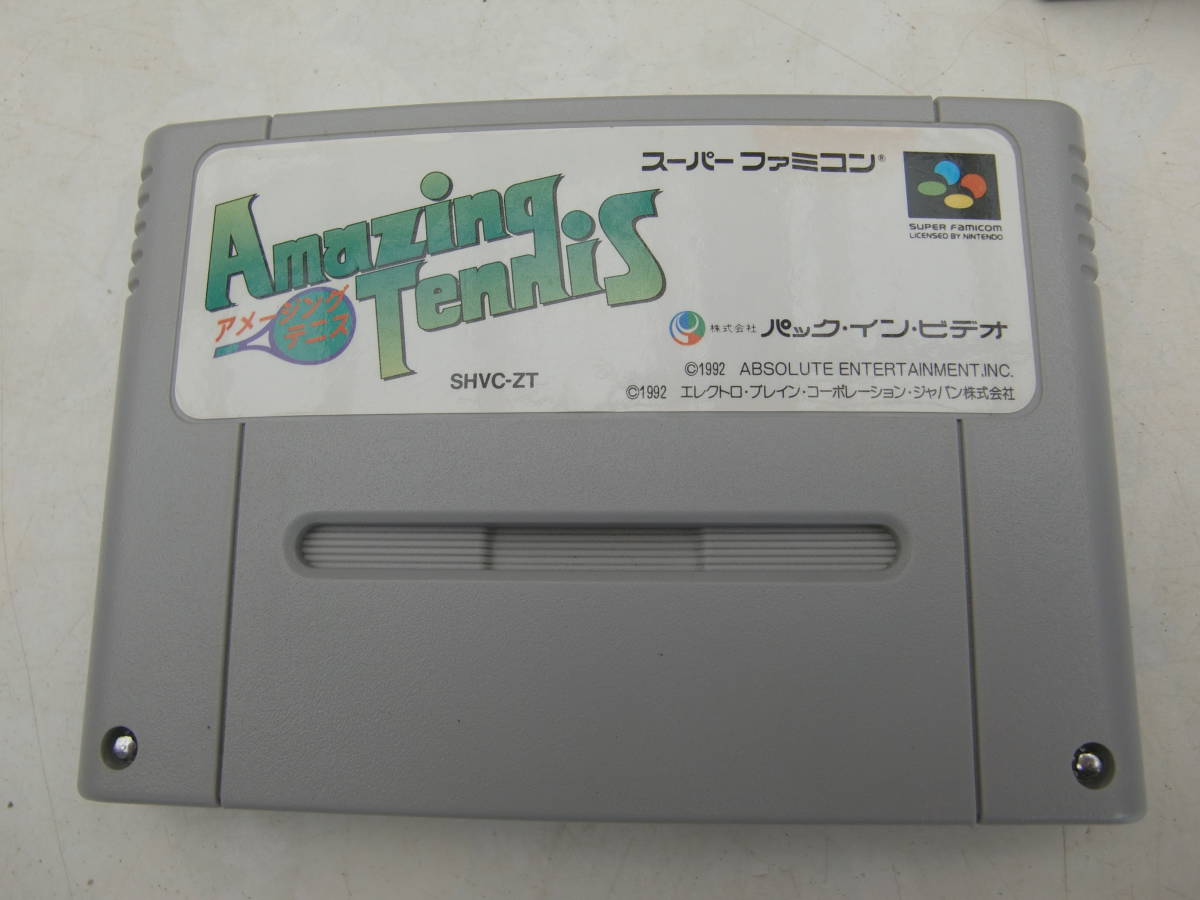 スーパーファミコン®
Amazing
Tennis
アメージング
テニス
SUPER FAMICOM
LICENSED BY NINTENDO
株式会社 パック・イン・ビデオ
SHVC-ZT
©1992 ABSOLUTE ENTERTAINMENT.INC.
©1992 エレクトロ・ブレイン・コーポレーション・ジャパン株式会社